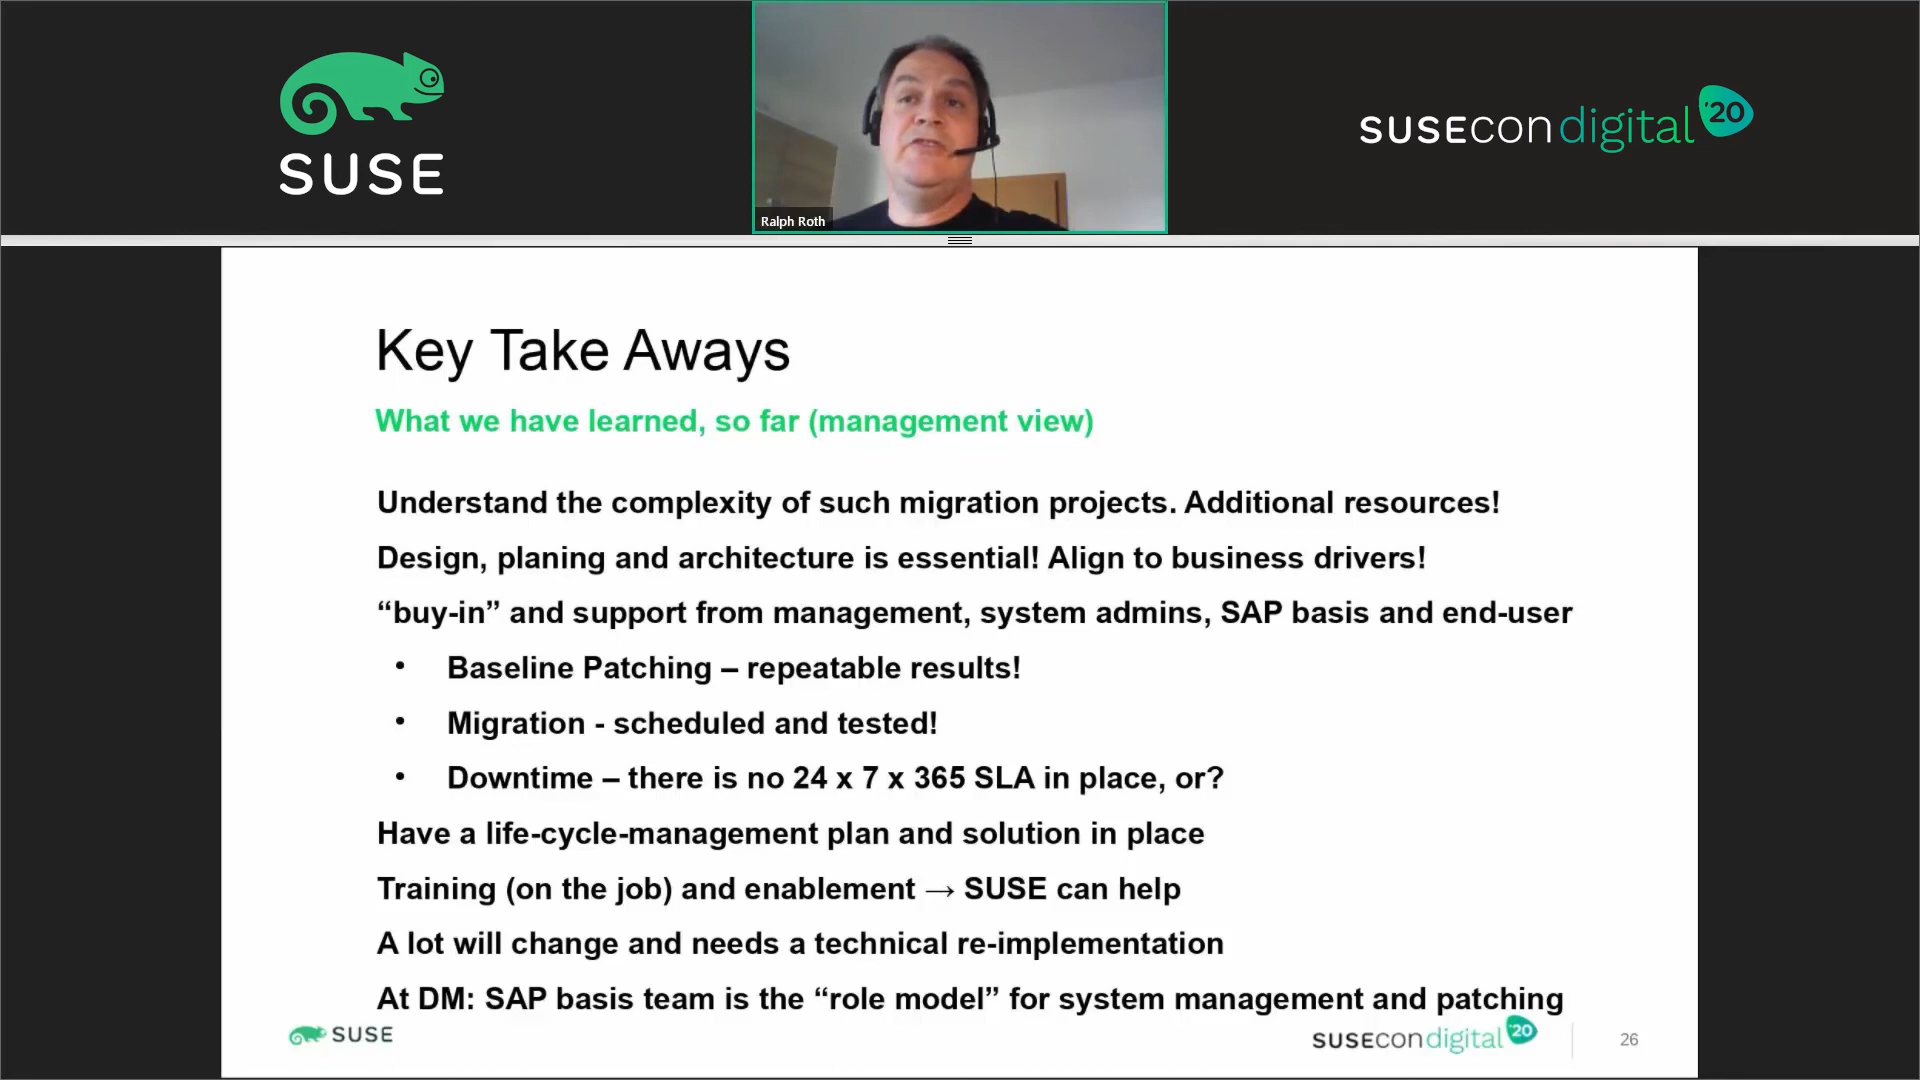 SUSE
Ralph Roth
SUSECON digital '20
Key Take Aways
What we have learned, so far (management view)
Understand the complexity of such migration projects. Additional resources!
Design, planing and architecture is essential! Align to business drivers!
“buy-in” and support from management, system admins, SAP basis and end-user
• Baseline Patching – repeatable results!
• Migration - scheduled and tested!
• Downtime – there is no 24 x 7 x 365 SLA in place, or?
Have a life-cycle-management plan and solution in place
Training (on the job) and enablement → SUSE can help
A lot will change and needs a technical re-implementation
At DM: SAP basis team is the “role model” for system management and patching
SUSE
SUSECON digital '20
26